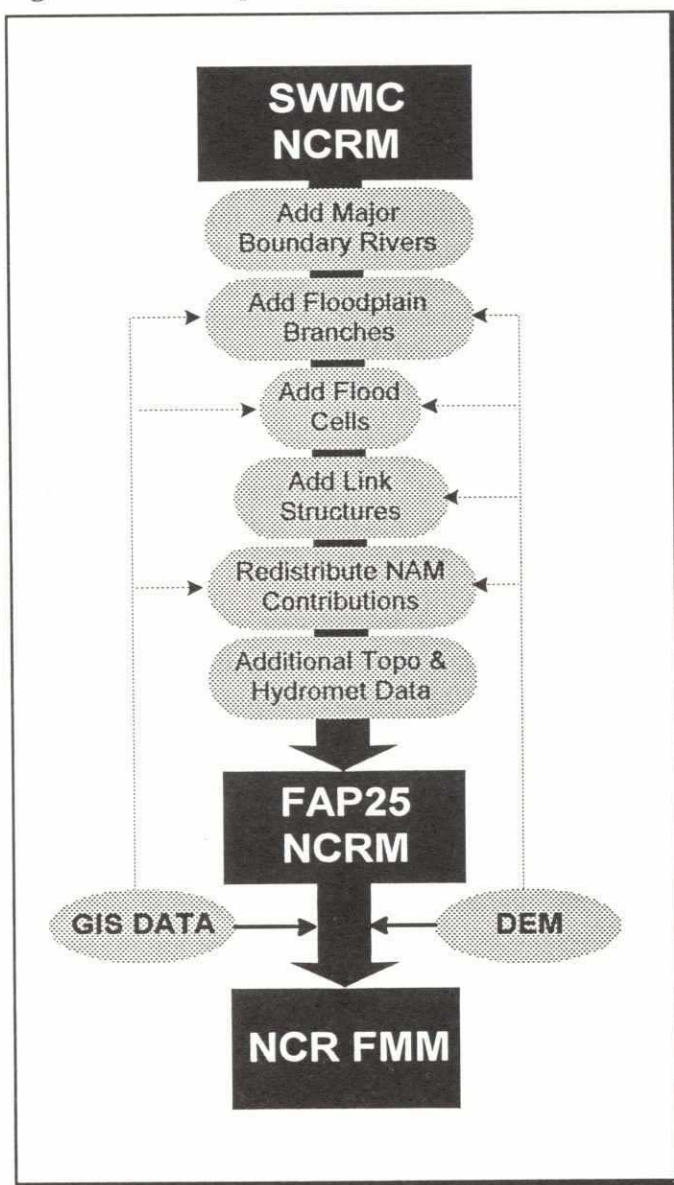 SWMC
NCRM
Add Major
Boundary Rivers
Add Floodplain
Branches
Add Flood
Cells
Add Link
Structures
Redistribute NAM
Contributions
Additional Topo &
Hydromet Data
FAP25
NCRM
GIS DATA
DEM
NCR FMM